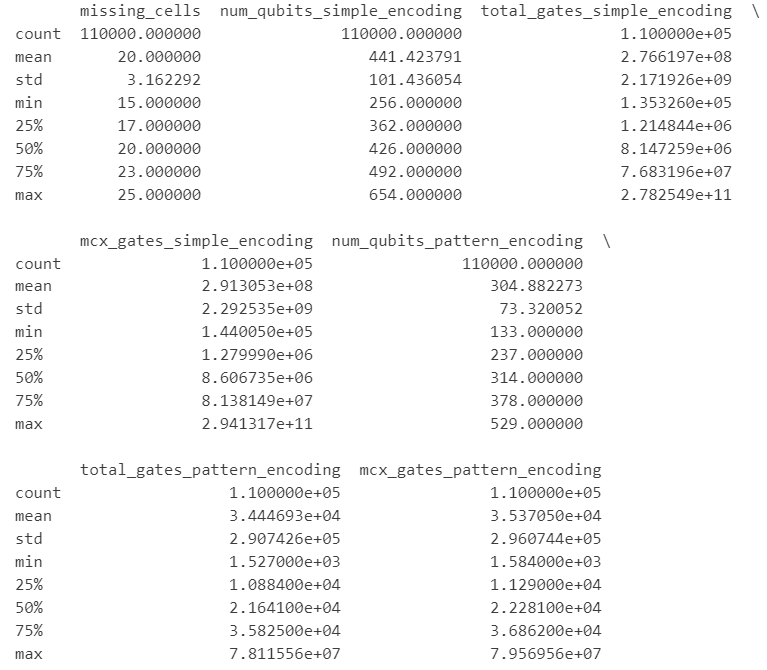 missing_cells num_qubits_simple_encoding total_gates_simple_encoding \
count 110000.000000 110000.000000 1.100000e+05
mean 20.000000 441.423791 2.766197e+08
std 3.162292 101.436054 2.171926e+09
min 15.000000 256.000000 1.353260e+05
25% 17.000000 362.000000 1.214844e+06
50% 20.000000 426.000000 8.147259e+06
75% 23.000000 492.000000 7.683196e+07
max 25.000000 654.000000 2.782549e+11
mcx_gates_simple_encoding num_qubits_pattern_encoding \
count 1.100000e+05 110000.000000
mean 2.913053e+08 304.882273
std 2.292535e+09 73.320052
min 1.440050e+05 133.000000
25% 1.279990e+06 237.000000
50% 8.606735e+06 314.000000
75% 8.138149e+07 378.000000
max 2.941317e+11 529.000000
total_gates_pattern_encoding mcx_gates_pattern_encoding
count 1.100000e+05 1.100000e+05
mean 3.444693e+04 3.537050e+04
std 2.907426e+05 2.960744e+05
min 1.527000e+03 1.584000e+03
25% 1.088400e+04 1.129000e+04
50% 2.164100e+04 2.228100e+04
75% 3.582500e+04 3.686200e+04
max 7.811556e+07 7.956956e+07